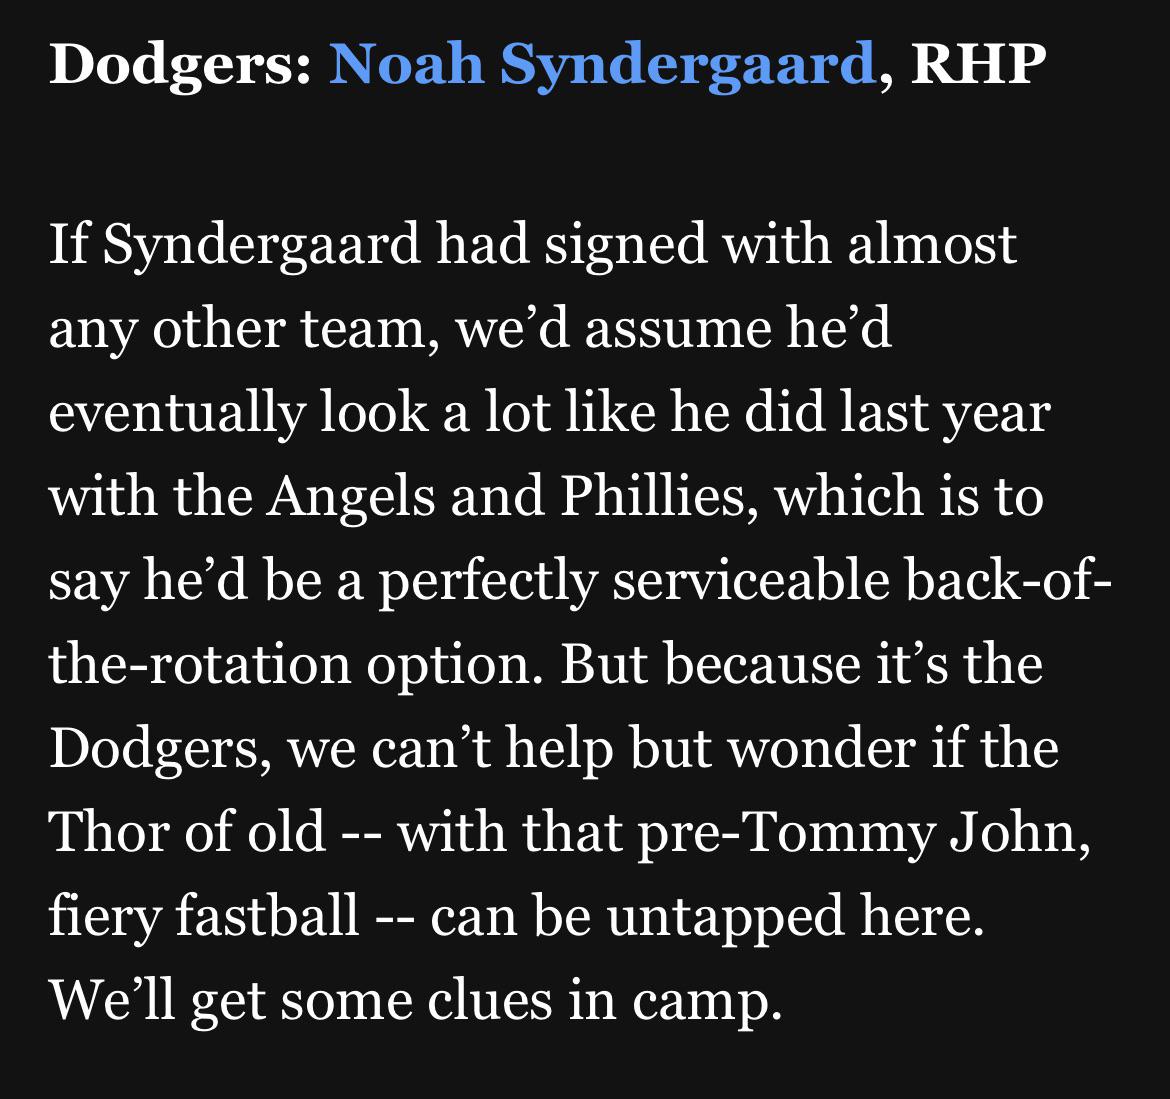 Dodgers: Noah Syndergaard, RHP
If Syndergaard had signed with almost
any other team, we’d assume he’d
eventually look a lot like he did last year
with the Angels and Phillies, which is to
say he’d be a perfectly serviceable back-of-
the-rotation option. But because it’s the
Dodgers, we can’t help but wonder if the
Thor of old -- with that pre-Tommy John,
fiery fastball -- can be untapped here.
We’ll get some clues in camp.